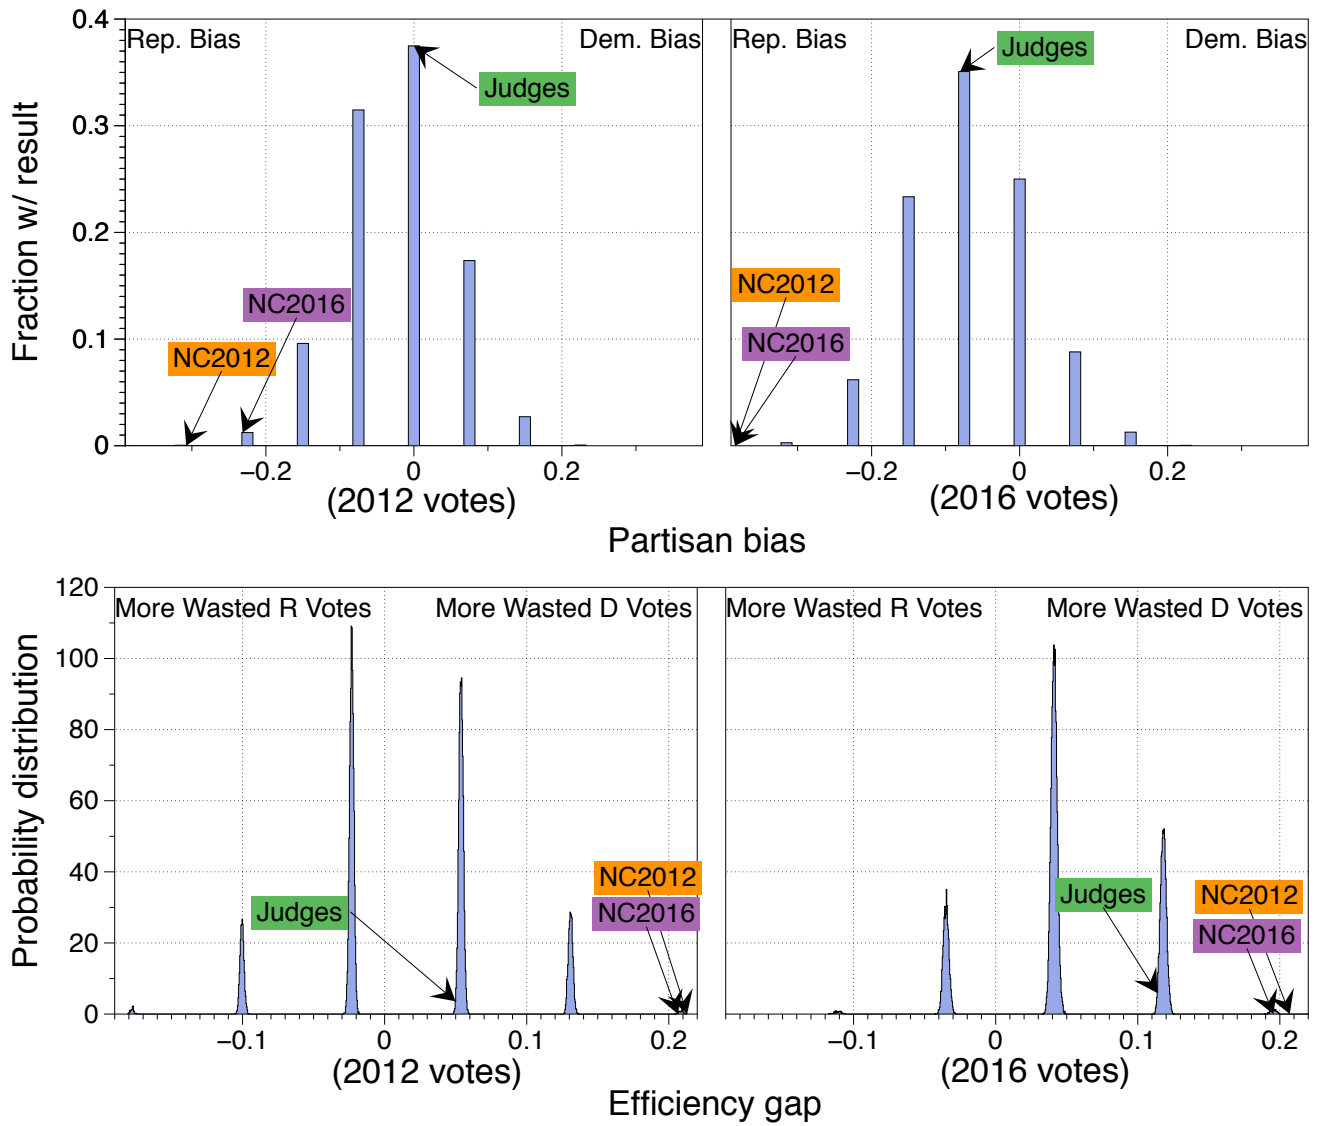 Rep. Bias
Dem. Bias
Rep. Bias
Dem. Bias
Judges
Judges
NC2012
NC2016
NC2016
NC2012
Fraction w/ result
0.4
0.3
0.2
0.1
0
−0.2
0
0.2
−0.2
0
0.2
(2012 votes)
(2016 votes)
Partisan bias
More Wasted R Votes
More Wasted D Votes
More Wasted R Votes
More Wasted D Votes
Probability distribution
120
100
80
60
40
20
0
NC2012
NC2016
Judges
Judges
NC2012
NC2016
−0.1
0
0.1
0.2
−0.1
0
0.1
0.2
(2012 votes)
(2016 votes)
Efficiency gap